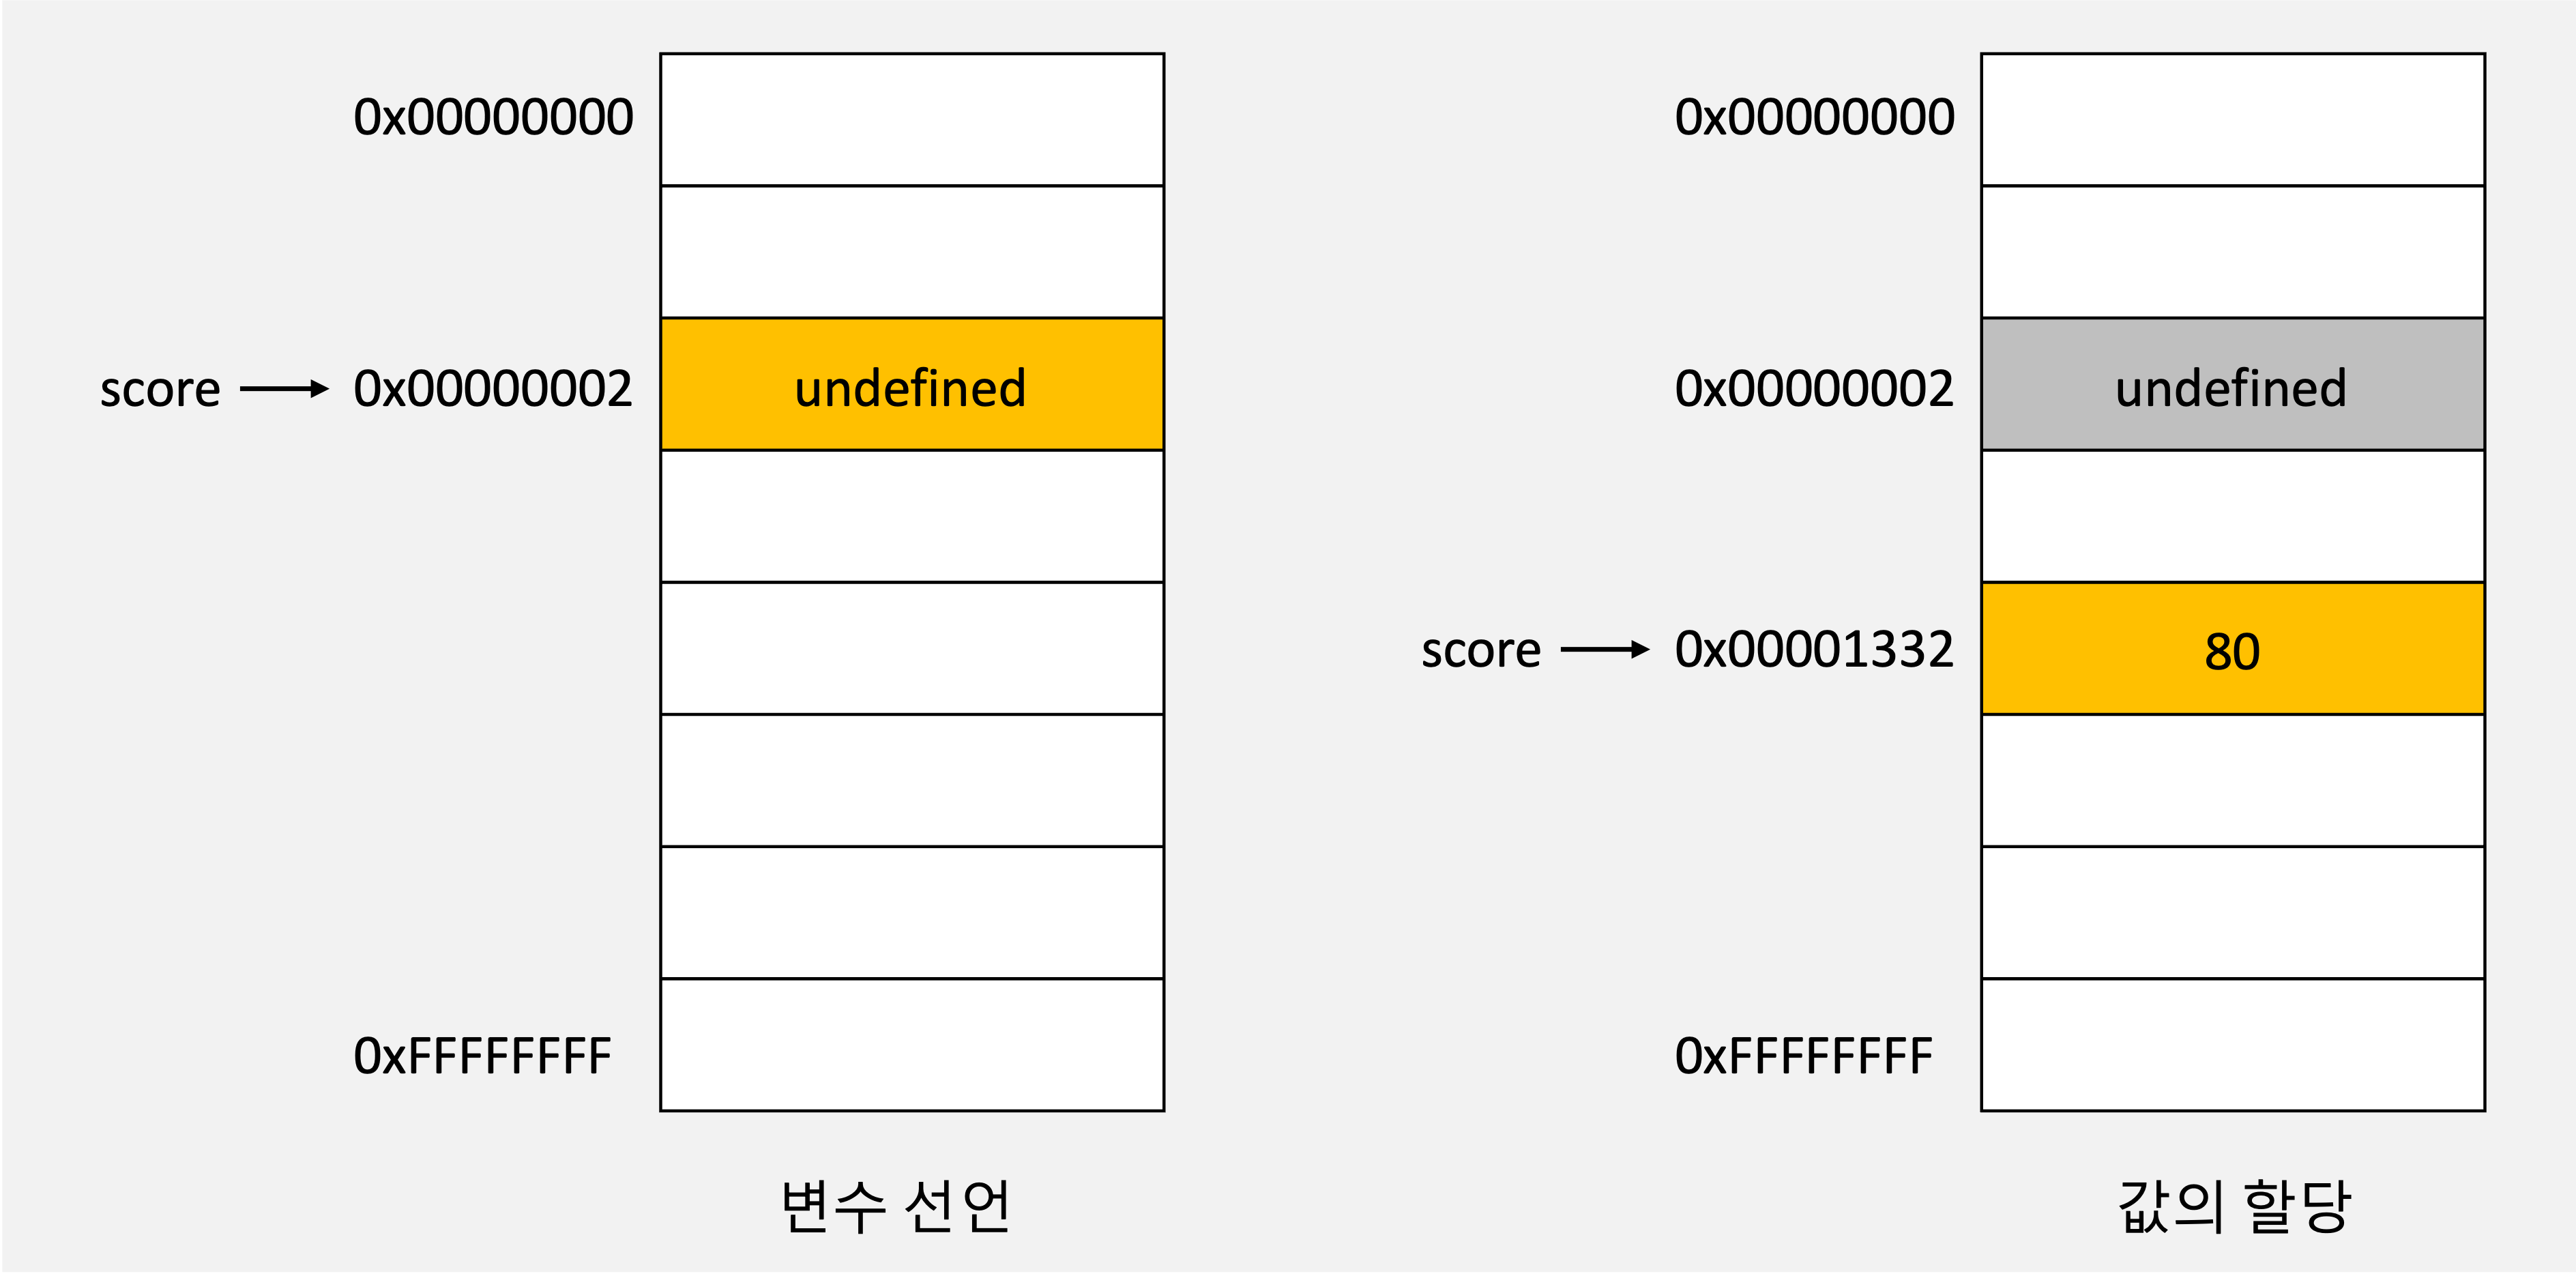 0x00000000
score 0x00000002 undefined
0xFFFFFFFF
변수 선언
0x00000000
0x00000002 undefined
score 0x00001332 80
0xFFFFFFFF
값의 할당